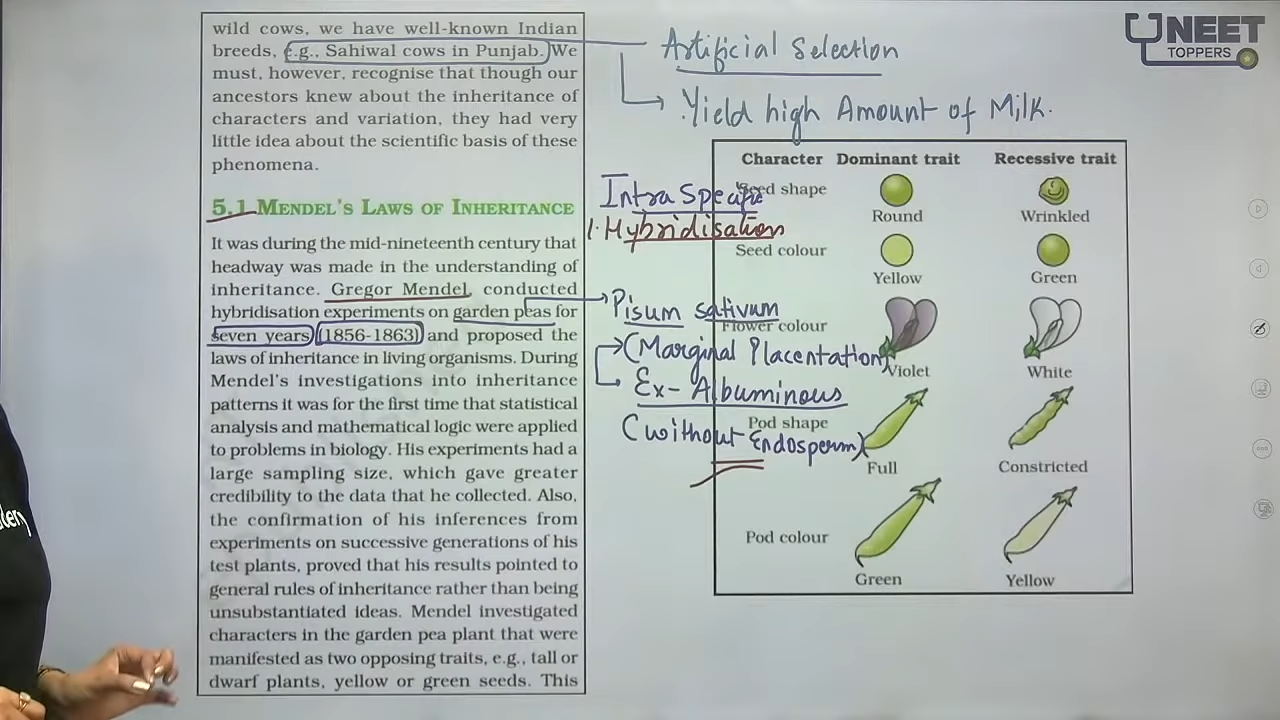 wild cows, we have well-known Indian
breeds, e.g., Sahiwal cows in Punjab. We
must, however, recognise that though our
ancestors knew about the inheritance of
characters and variation, they had very
little idea about the scientific basis of these
phenomena.
5.1 MENDEL'S LAWS OF INHERITANCE
It was during the mid-nineteenth century that
headway was made in the understanding of
inheritance. Gregor Mendel, conducted
hybridisation experiments on garden peas for
seven years (1856-1863) and proposed the
laws of inheritance in living organisms. During
Mendel's investigations into inheritance
patterns it was for the first time that statistical
analysis and mathematical logic were applied
to problems in biology. His experiments had a
large sampling size, which gave greater
credibility to the data that he collected. Also,
the confirmation of his inferences from
experiments on successive generations of his
test plants, proved that his results pointed to
general rules of inheritance rather than being
unsubstantiated ideas. Mendel investigated
characters in the garden pea plant that were
manifested as two opposing traits, e.g., tall or
dwarf plants, yellow or green seeds. This
Artificial Selection
Yield high Amount of Milk.
Intra Specific
1. Hybridisation
Pisum sativum
(Marginal Placentation)
Ex- Albuminous
(without Endosperm)
Character Dominant trait Recessive trait
Seed shape
Round Wrinkled
Seed colour
Yellow Green
Flower colour
Violet White
Pod shape
Full Constricted
Pod colour
Green Yellow
UNEET
TOPPERS